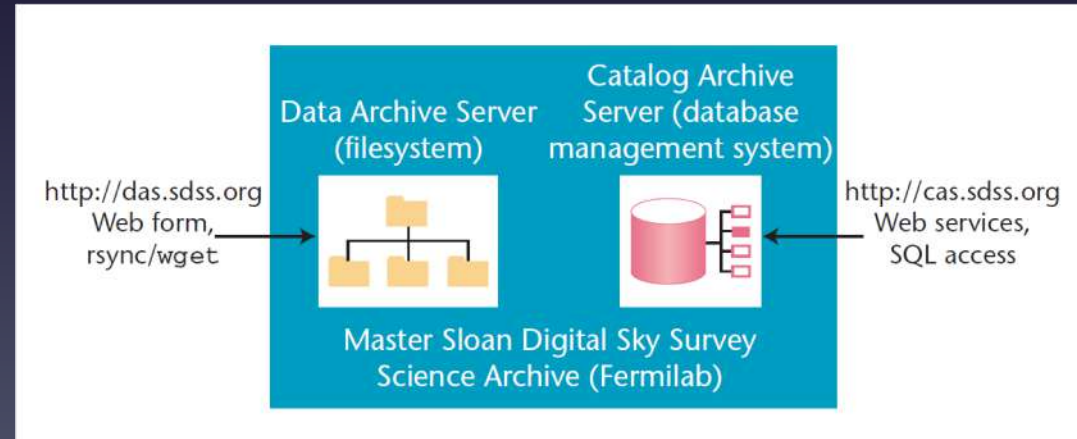 Data Archive Server
(filesystem)
Catalog Archive
Server (database
management system)
http://das.sdss.org
Web form,
rsync/wget
http://cas.sdss.org
Web services,
SQL access
Master Sloan Digital Sky Survey
Science Archive (Fermilab)